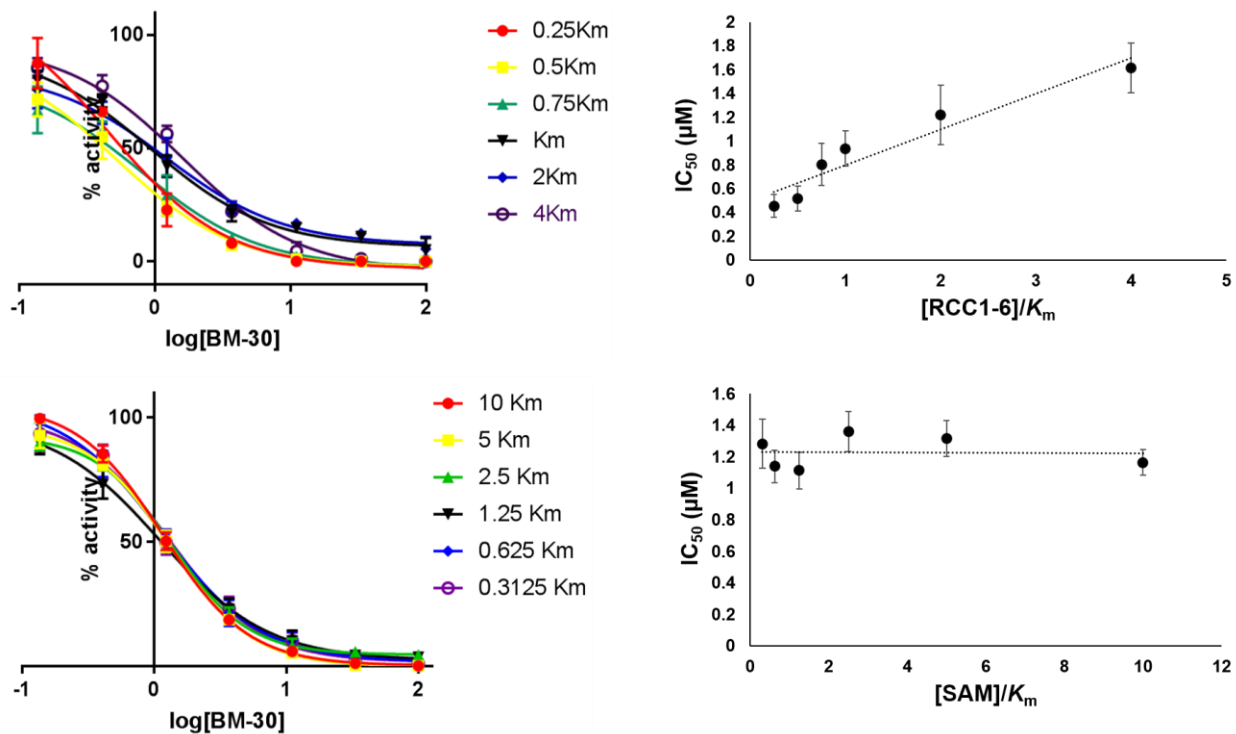 100
50
0
% activity
-1
0
1
2
log[BM-30]
0.25Km
0.5Km
0.75Km
Km
2Km
4Km
2
1.8
1.6
1.4
1.2
1
0.8
0.6
0.4
0.2
0
IC50 (µM)
0
1
2
3
4
5
[RCC1-6]/Km
100
50
% activity
-1
0
1
2
log[BM-30]
10 Km
5 Km
2.5 Km
1.25 Km
0.625 Km
0.3125 Km
1.6
1.4
1.2
1
0.8
0.6
0.4
0.2
0
IC50 (µM)
0
2
4
6
8
10
12
[SAM]/Km